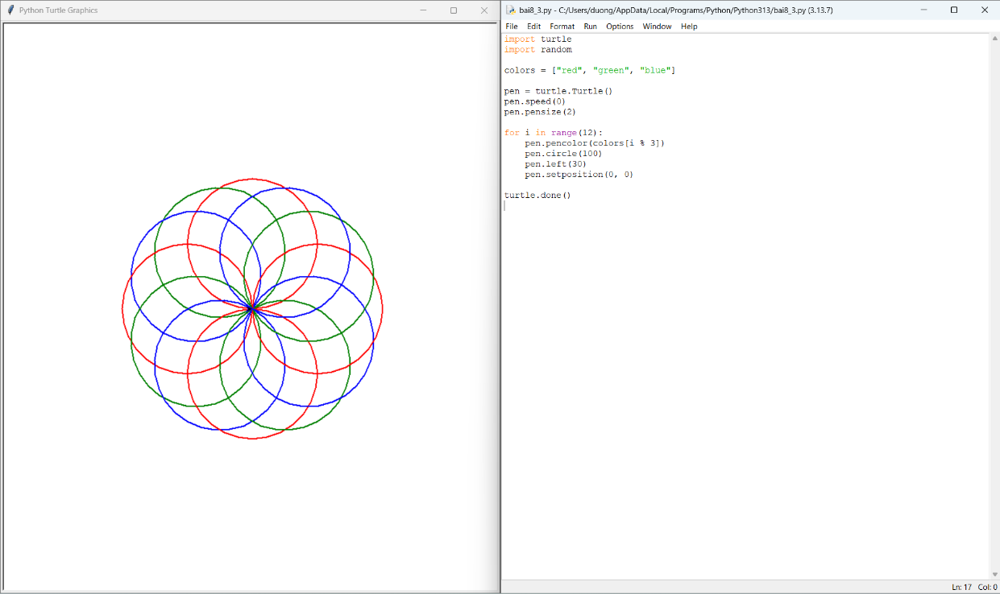 Python Turtle Graphics
bai8_3.py - C:/Users/duong/AppData/Local/Programs/Python/Python313/bai8_3.py (3.13.7)
File Edit Format Run Options Window Help
import turtle
import random

colors = ["red", "green", "blue"]

pen = turtle.Turtle()
pen.speed(0)
pen.pensize(2)

for i in range(12):
    pen.pencolor(colors[i % 3])
    pen.circle(100)
    pen.left(30)
    pen.setposition(0, 0)

turtle.done()
Ln: 17 Col: 0